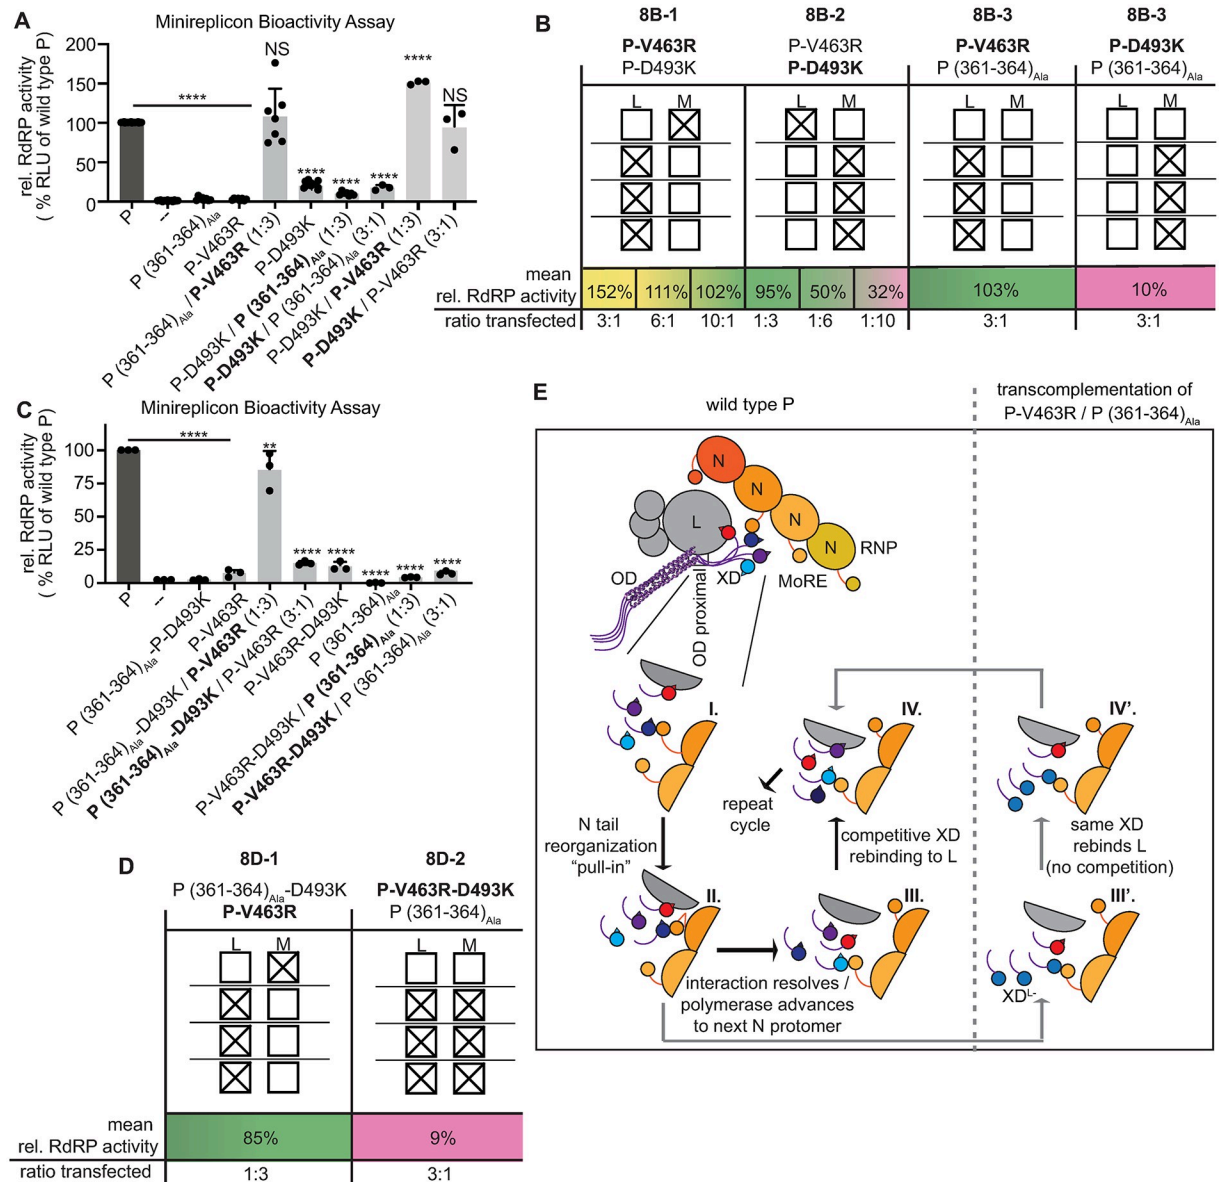 A
Minireplicon Bioactivity Assay
rel. RdRP activity
( % RLU of wild type P)
200
150
100
50
0
****
NS
****
****
****
****
NS
P
--
P (361-364)Ala
P-V463R
P (361-364)Ala / P-V463R (1:3)
P-D493K
P-D493K / P (361-364)Ala (1:3)
P-D493K / P (361-364)Ala (3:1)
P-D493K / P-V463R (1:3)
P-D493K / P-V463R (3:1)
B
8B-1 8B-2 8B-3 8B-3
P-V463R P-V463R P-V463R P-D493K
P-D493K P-D493K P (361-364)Ala P (361-364)Ala
L M L M L M L M
mean
rel. RdRP activity 152% 111% 102% 95% 50% 32% 103% 10%
ratio transfected 3:1 6:1 10:1 1:3 1:6 1:10 3:1 3:1
C
Minireplicon Bioactivity Assay
rel. RdRP activity
( % RLU of wild type P)
100
75
50
25
0
****
**
****
****
****
****
****
P
--
P (361-364)Ala-P-D493K
P-V463R
P (361-364)Ala-D493K / P-V463R (1:3)
P (361-364)Ala-D493K / P-V463R (3:1)
P-V463R-D493K
P (361-364)Ala
P-V463R-D493K / P (361-364)Ala (1:3)
P-V463R-D493K / P (361-364)Ala (3:1)
D
8D-1 8D-2
P (361-364)Ala-D493K P-V463R-D493K
P-V463R P (361-364)Ala
L M L M
mean
rel. RdRP activity 85% 9%
ratio transfected 1:3 3:1
E
wild type P
transcomplementation of
P-V463R / P (361-364)Ala
N
N
N
N
L
RNP
OD
OD proximal
XD
MoRE
I.
IV.
IV'.
repeat
cycle
N tail
reorganization
“pull-in”
competitive XD
rebinding to L
same XD
rebinds L
(no competition)
II.
III.
III'.
interaction resolves /
polymerase advances
to next N protomer
XDL-